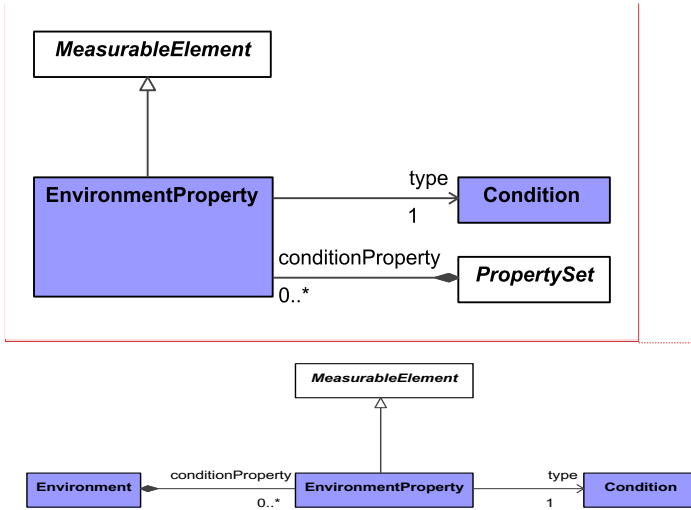 MeasurableElement
EnvironmentProperty
type
Condition
1
conditionProperty
PropertySet
0..*
MeasurableElement
Environment
conditionProperty
0..*
EnvironmentProperty
type
1
Condition